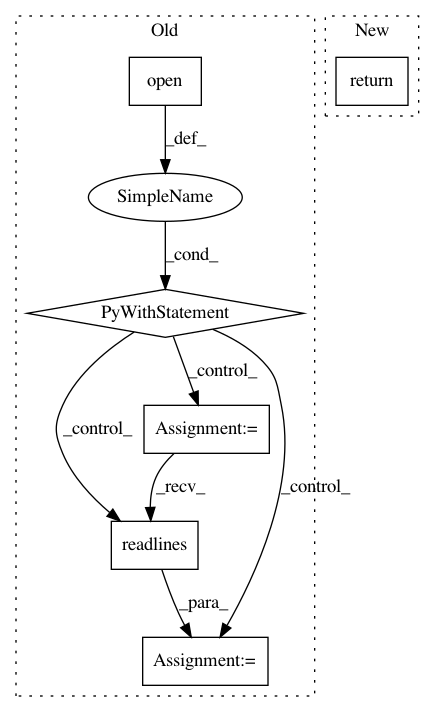 Old
New
open
return
_def_
SimpleName
_cond_
PyWithStatement
_control_
_control_
Assignment:=
_control_
_recv_
readlines
_para_
Assignment:=